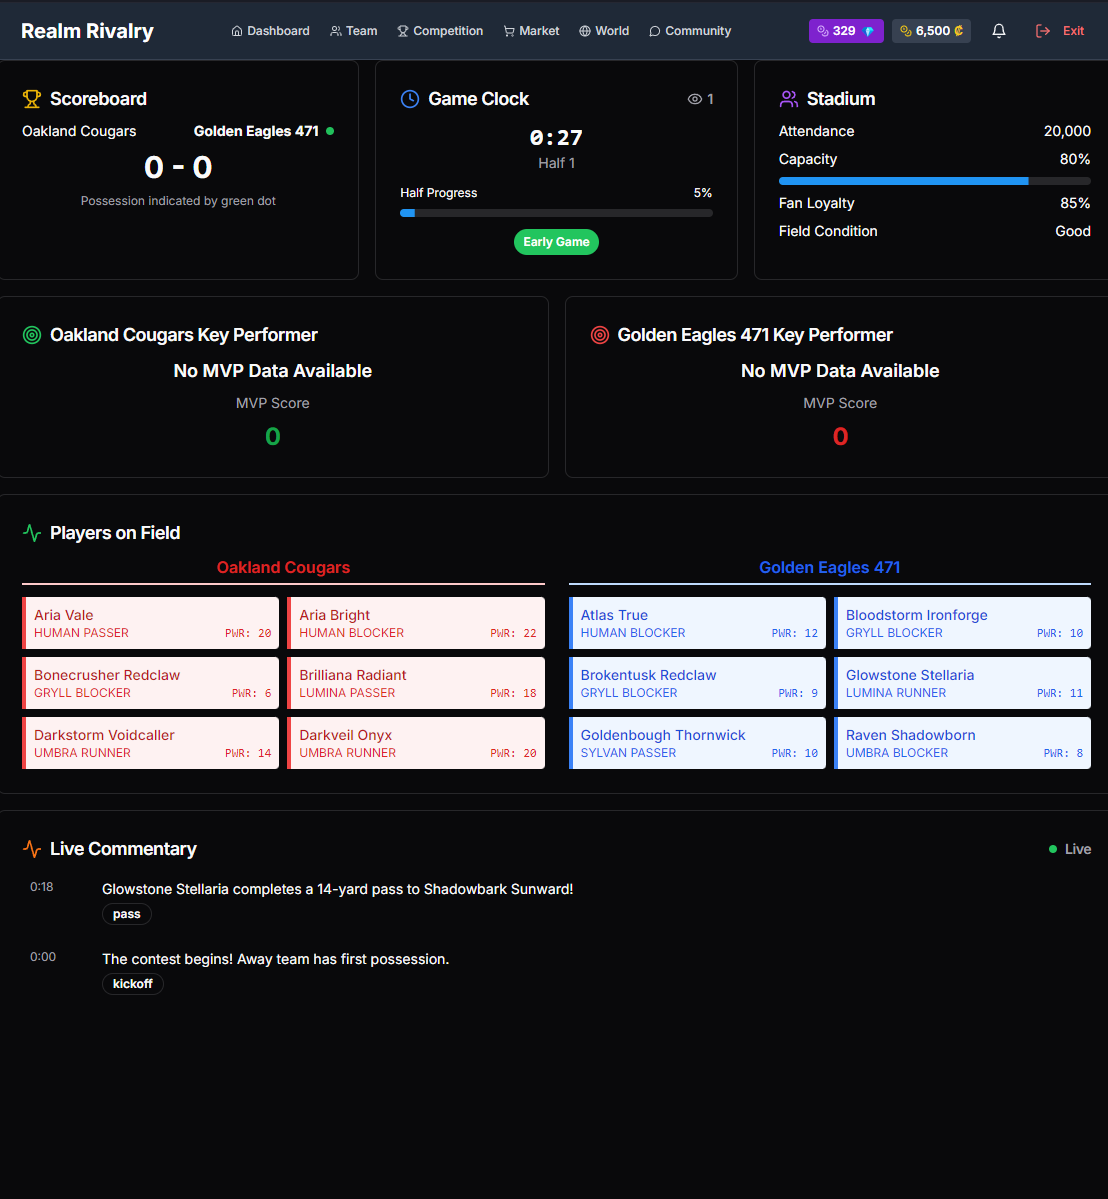 Realm Rivalry
Dashboard Team Competition Market World Community
329 6,500 ₡ Exit
Scoreboard
Oakland Cougars Golden Eagles 471
0 - 0
Possession indicated by green dot
Game Clock 1
0:27
Half 1
Half Progress 5%
Early Game
Stadium
Attendance 20,000
Capacity 80%
Fan Loyalty 85%
Field Condition Good
Oakland Cougars Key Performer
No MVP Data Available
MVP Score
0
Golden Eagles 471 Key Performer
No MVP Data Available
MVP Score
0
Players on Field
Oakland Cougars
Aria Vale
HUMAN PASSER PWR: 20
Aria Bright
HUMAN BLOCKER PWR: 22
Bonecrusher Redclaw
GRYLL BLOCKER PWR: 6
Brilliana Radiant
LUMINA PASSER PWR: 18
Darkstorm Voidcaller
UMBRA RUNNER PWR: 14
Darkveil Onyx
UMBRA RUNNER PWR: 20
Golden Eagles 471
Atlas True
HUMAN BLOCKER PWR: 12
Bloodstorm Ironforge
GRYLL BLOCKER PWR: 10
Brokentusk Redclaw
GRYLL BLOCKER PWR: 9
Glowstone Stellaria
LUMINA RUNNER PWR: 11
Goldenbough Thornwick
SYLVAN PASSER PWR: 10
Raven Shadowborn
UMBRA BLOCKER PWR: 8
Live Commentary Live
0:18 Glowstone Stellaria completes a 14-yard pass to Shadowbark Sunward!
pass
0:00 The contest begins! Away team has first possession.
kickoff